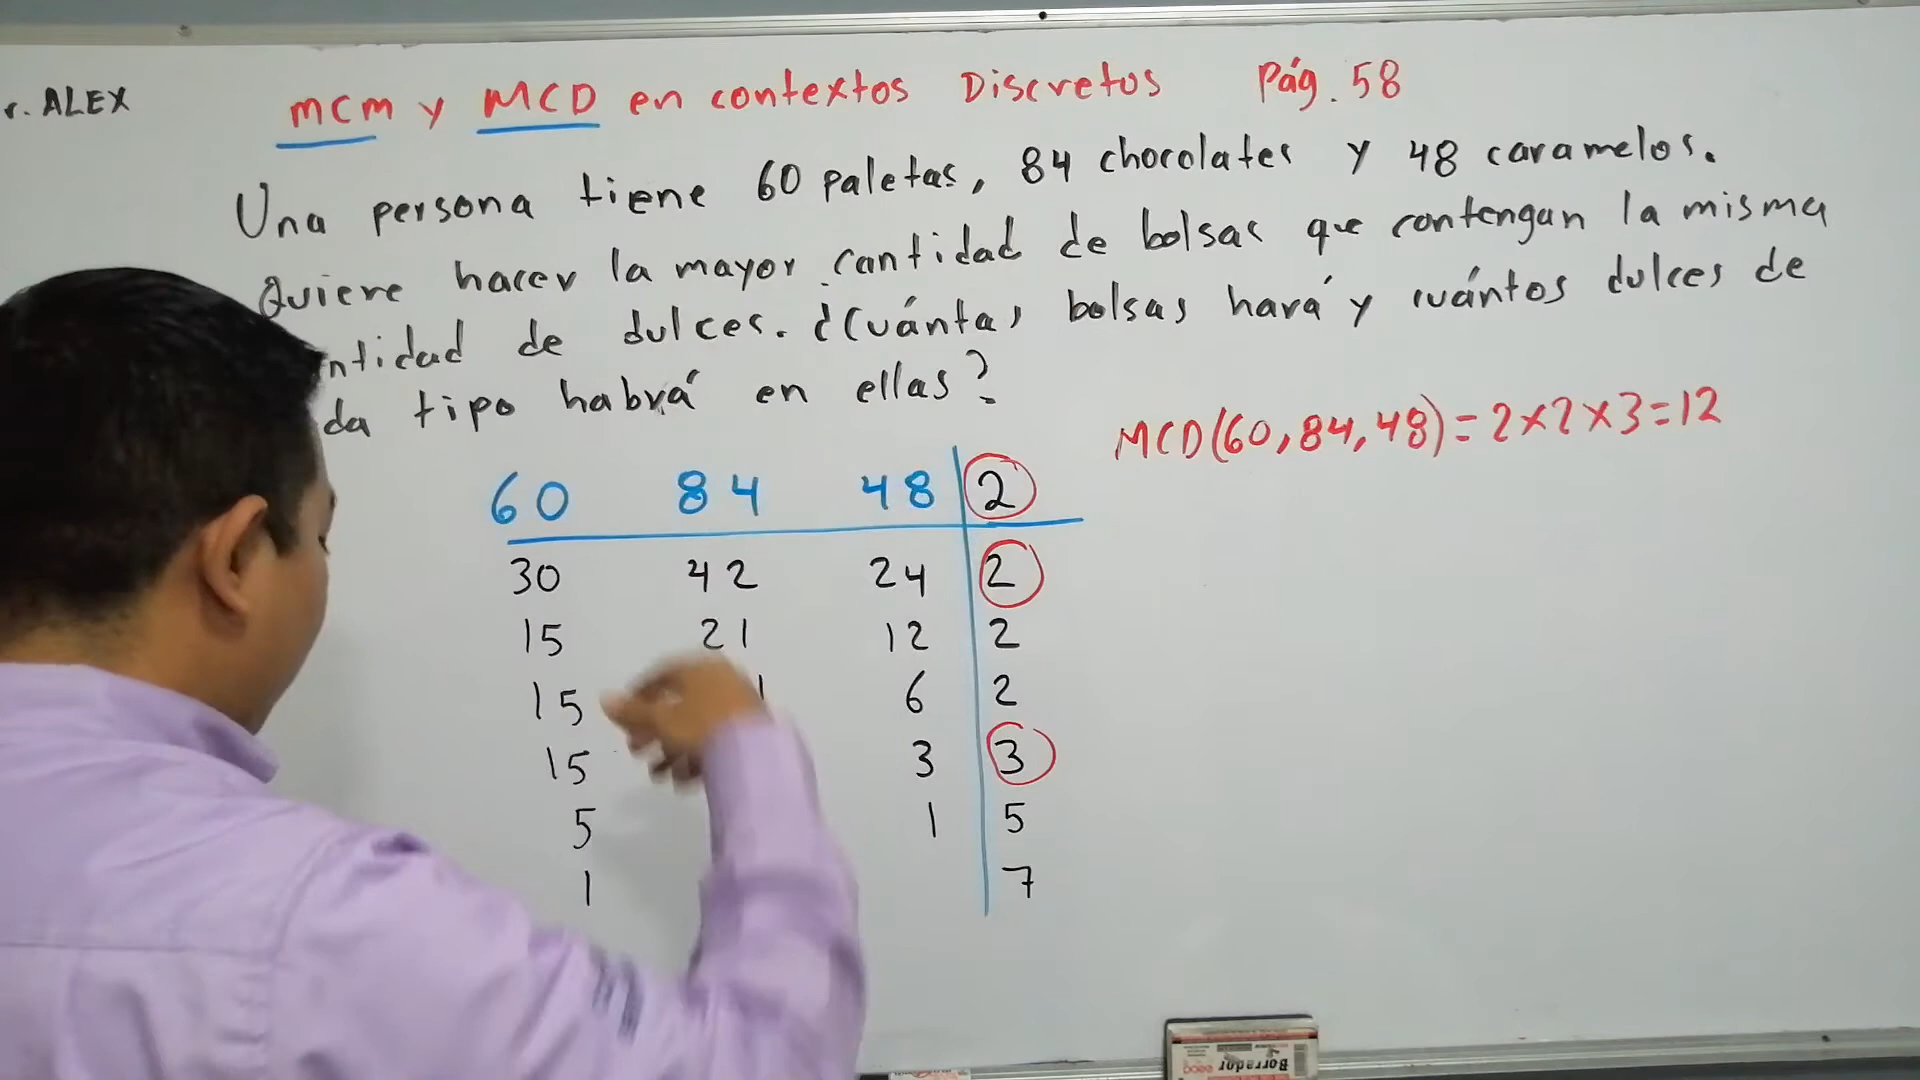 r. ALEX
mcm y MCD en contextos Discretos Pág. 58
Una persona tiene 60 paletas, 84 chocolates y 48 caramelos.
Quiere hacer la mayor cantidad de bolsas que contengan la misma
ntidad de dulces. ¿Cuántas bolsas hará y cuántos dulces de
da tipo habrá en ellas?
MCD(60,84,48)=2×2×3=12
60 84 48 2
30 42 24 2
15 21 12 2
15 1 6 2
15 3 3
5 1 5
1 7
Borrador